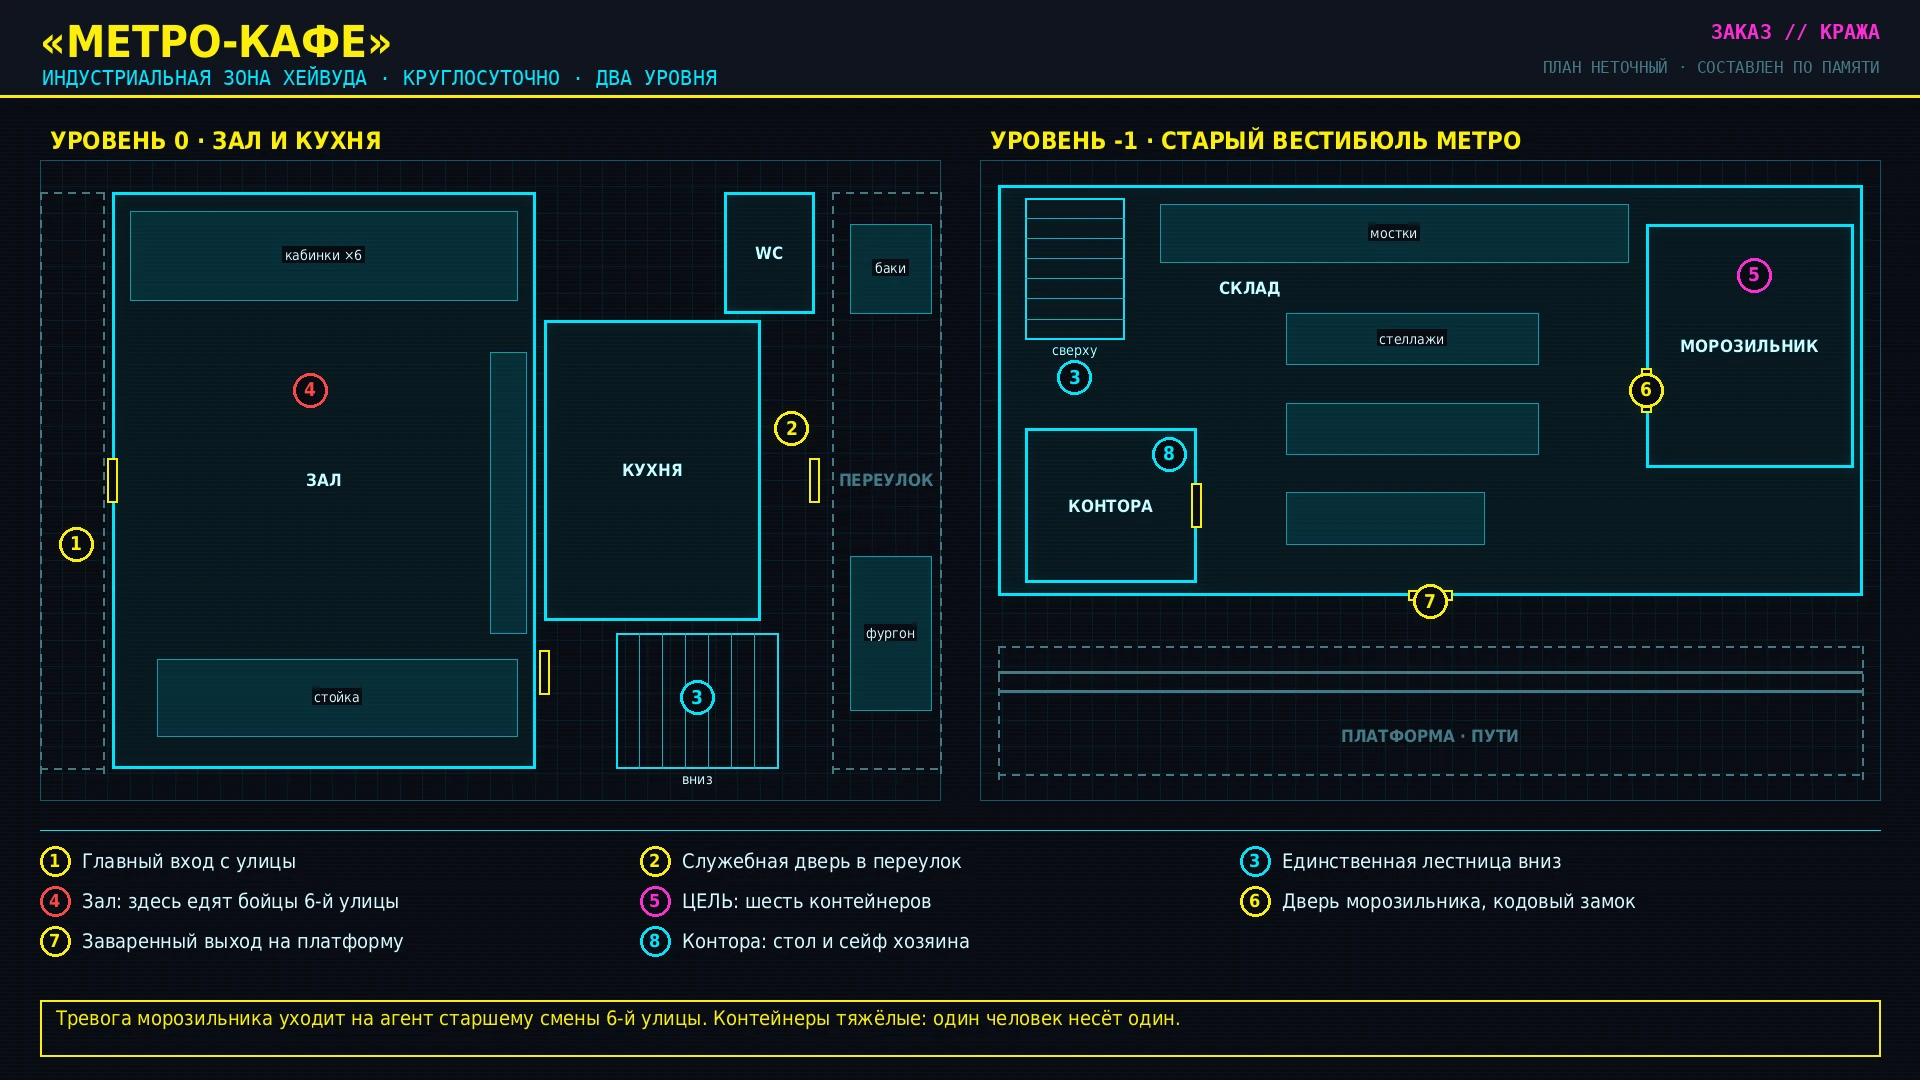 «МЕТРО-КАФЕ»
ИНДУСТРИАЛЬНАЯ ЗОНА ХЕЙВУДА · КРУГЛОСУТОЧНО · ДВА УРОВНЯ
ЗАКАЗ // КРАЖА
ПЛАН НЕТОЧНЫЙ · СОСТАВЛЕН ПО ПАМЯТИ
УРОВЕНЬ 0 · ЗАЛ И КУХНЯ
кабинки ×6
WC
баки
4
2
ЗАЛ
КУХНЯ
ПЕРЕУЛОК
1
фургон
стойка
3
вниз
УРОВЕНЬ -1 · СТАРЫЙ ВЕСТИБЮЛЬ МЕТРО
мостки
5
СКЛАД
стеллажи
МОРОЗИЛЬНИК
сверху
3
6
8
КОНТОРА
7
ПЛАТФОРМА · ПУТИ
1 Главный вход с улицы
2 Служебная дверь в переулок
3 Единственная лестница вниз
4 Зал: здесь едят бойцы 6-й улицы
5 ЦЕЛЬ: шесть контейнеров
6 Дверь морозильника, кодовый замок
7 Заваренный выход на платформу
8 Контора: стол и сейф хозяина
Тревога морозильника уходит на агент старшему смены 6-й улицы. Контейнеры тяжёлые: один человек несёт один.